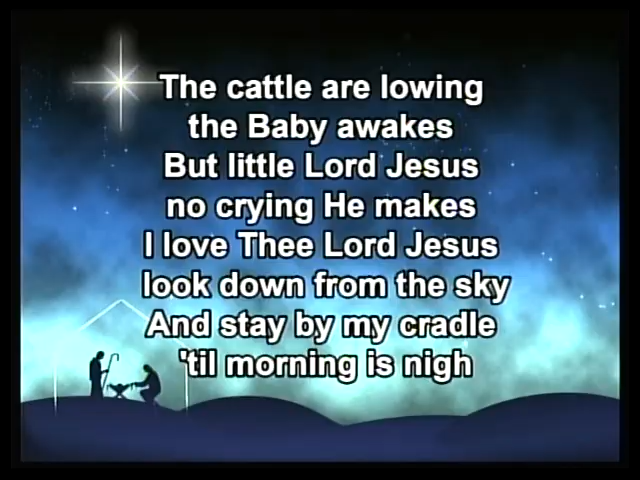 The cattle are lowing
the Baby awakes
But little Lord Jesus
no crying He makes
I love Thee Lord Jesus
look down from the sky
And stay by my cradle
'til morning is nigh